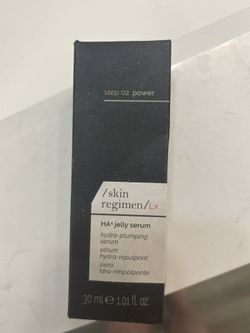 step 02. power
/skin
regimen/Lx
HA⁴ jelly serum
hydra-plumping
serum
sérum
hydra-repulpant
siero
idra-rimpolpante
30 ml e 1.01 fl oz